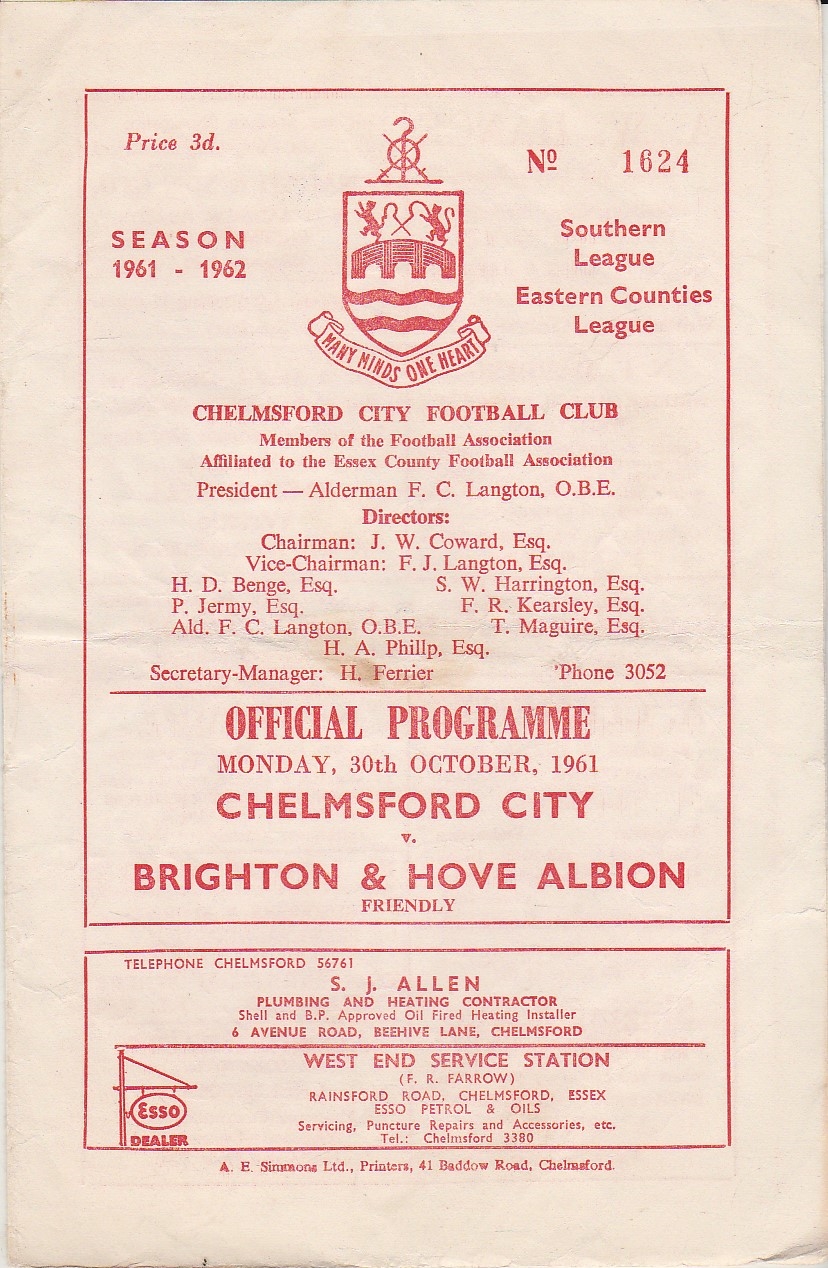 Price 3d.
Nº 1624
SEASON
1961 - 1962
Southern
League
Eastern Counties
League
MANY MINDS ONE HEART
CHELMSFORD CITY FOOTBALL CLUB
Members of the Football Association
Affiliated to the Essex County Football Association
President — Alderman F. C. Langton, O.B.E.
Directors:
Chairman: J. W. Coward, Esq.
Vice-Chairman: F. J. Langton, Esq.
H. D. Benge, Esq. S. W. Harrington, Esq.
P. Jermy, Esq. F. R. Kearsley, Esq.
Ald. F. C. Langton, O.B.E. T. Maguire, Esq.
H. A. Phillp, Esq.
Secretary-Manager: H. Ferrier 'Phone 3052
OFFICIAL PROGRAMME
MONDAY, 30th OCTOBER, 1961
CHELMSFORD CITY
v.
BRIGHTON & HOVE ALBION
FRIENDLY
TELEPHONE CHELMSFORD 56761
S. J. ALLEN
PLUMBING AND HEATING CONTRACTOR
Shell and B.P. Approved Oil Fired Heating Installer
6 AVENUE ROAD, BEEHIVE LANE, CHELMSFORD
WEST END SERVICE STATION
(F. R. FARROW)
RAINSFORD ROAD, CHELMSFORD, ESSEX
ESSO PETROL & OILS
Servicing, Puncture Repairs and Accessories, etc.
Tel.: Chelmsford 3380
Esso
DEALER
A. E. Simmons Ltd., Printers, 41 Baddow Road, Chelmsford.